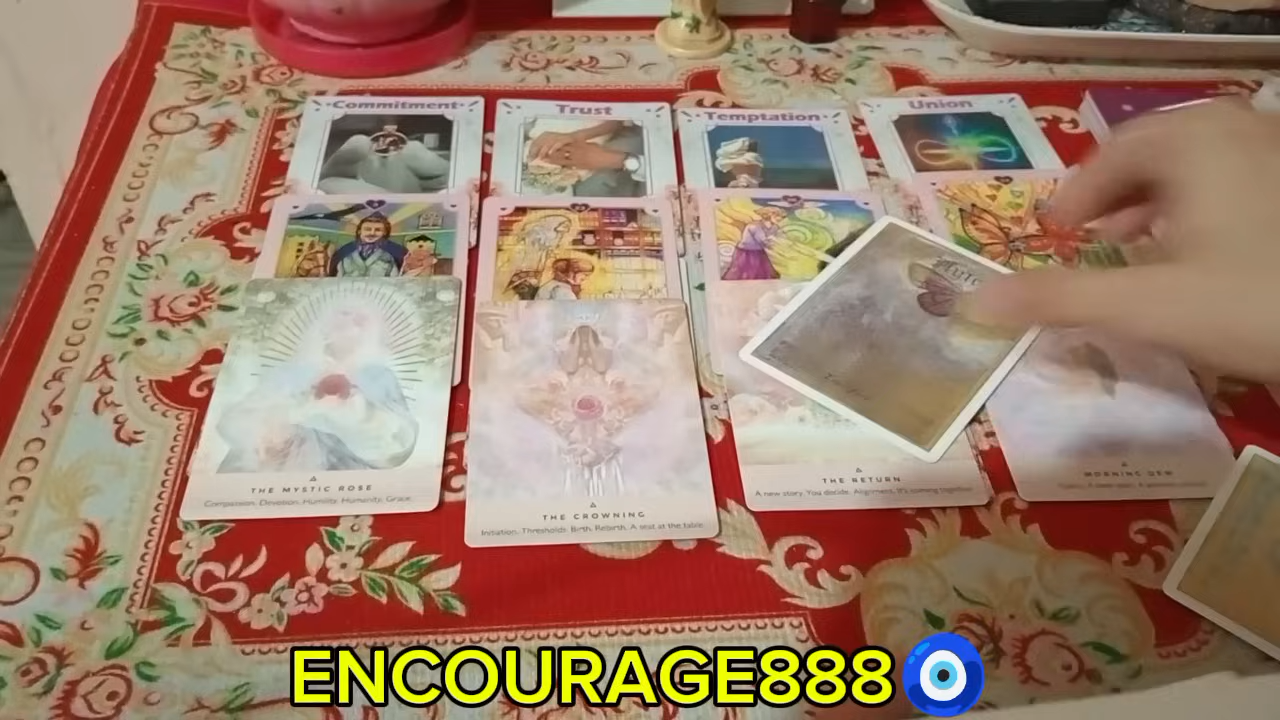 Commitment
Trust
Temptation
Union
THE MYSTIC ROSE
Compassion. Devotion. Humility. Humanity. Grace.
THE CROWNING
Initiation. Thresholds. Birth. Rebirth. A seat at the table.
THE RETURN
A new story. You decide. Alignment. It's coming together.
MORNING DEW
ENCOURAGE888